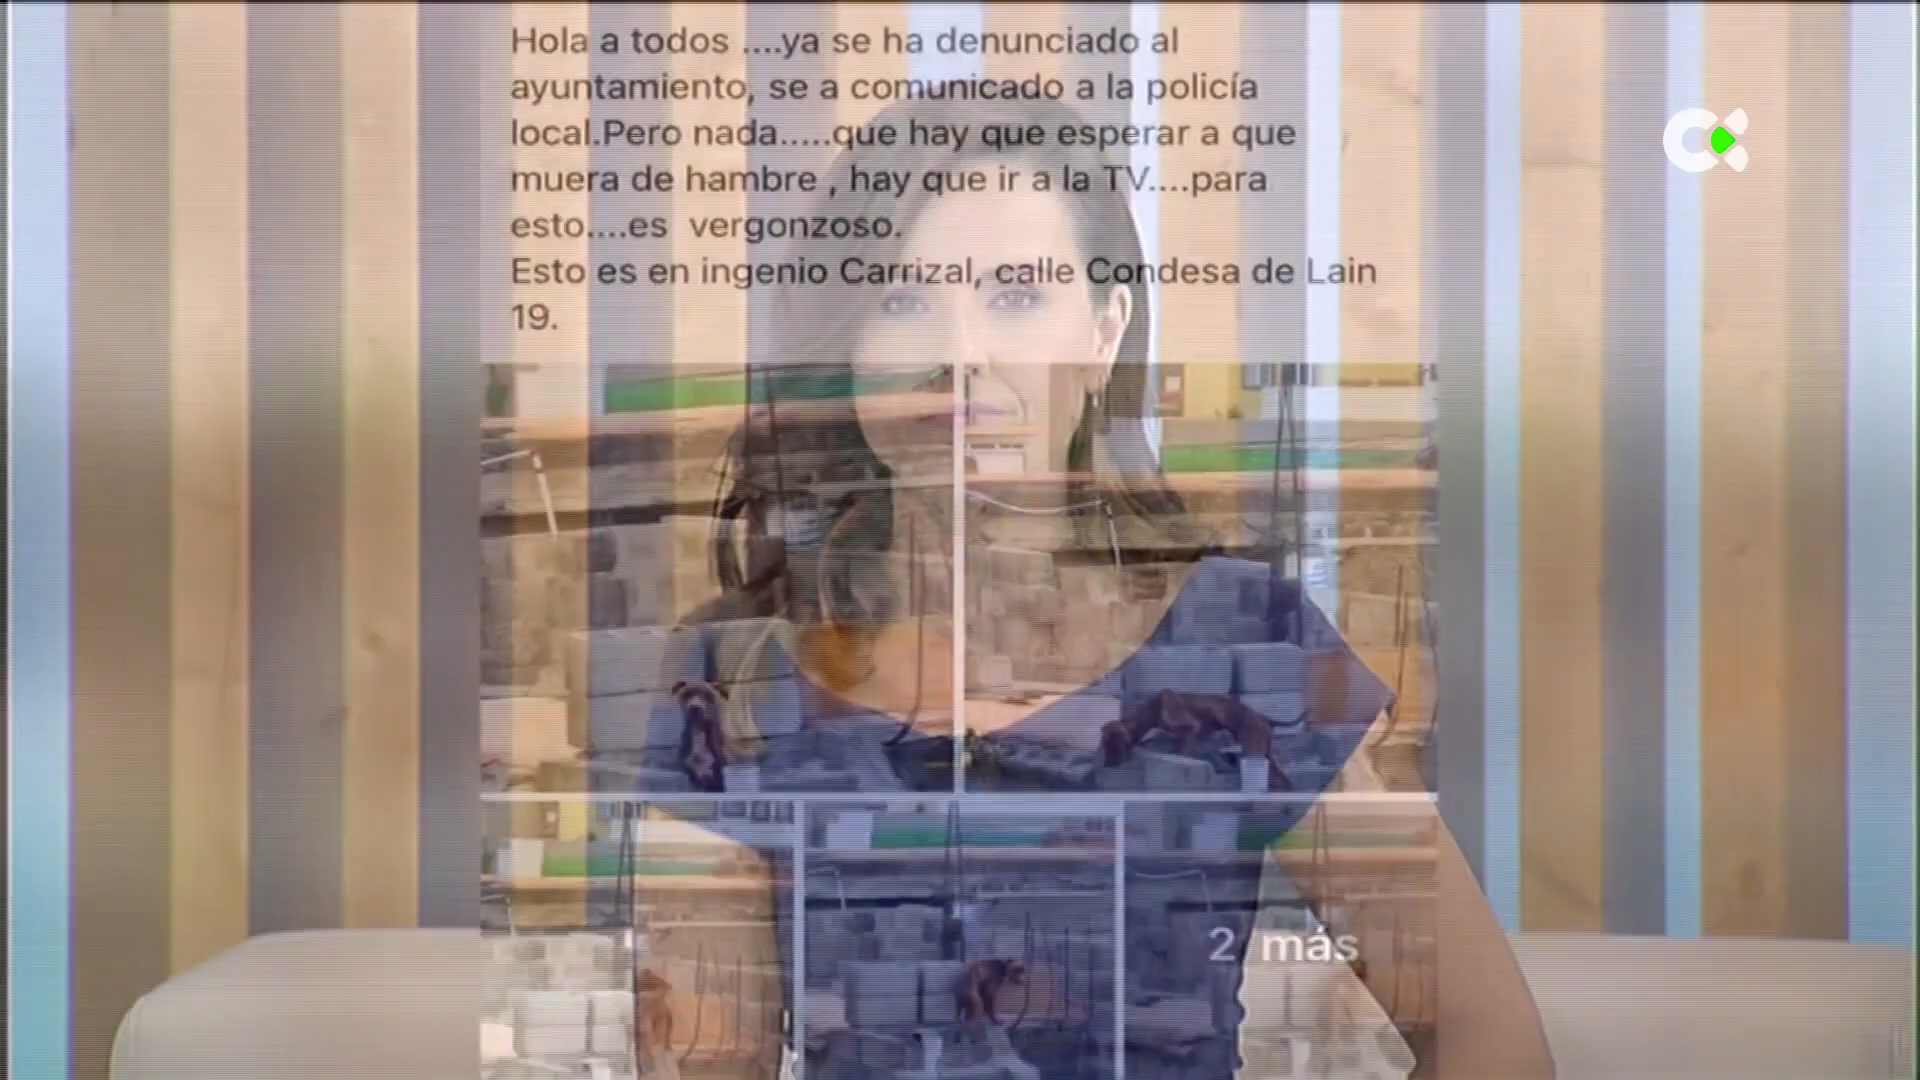 Hola a todos ....ya se ha denunciado al
ayuntamiento, se a comunicado a la policía
local.Pero nada.....que hay que esperar a que
muera de hambre , hay que ir a la TV....para
esto....es  vergonzoso.
Esto es en ingenio Carrizal, calle Condesa de Lain
19.
2 más